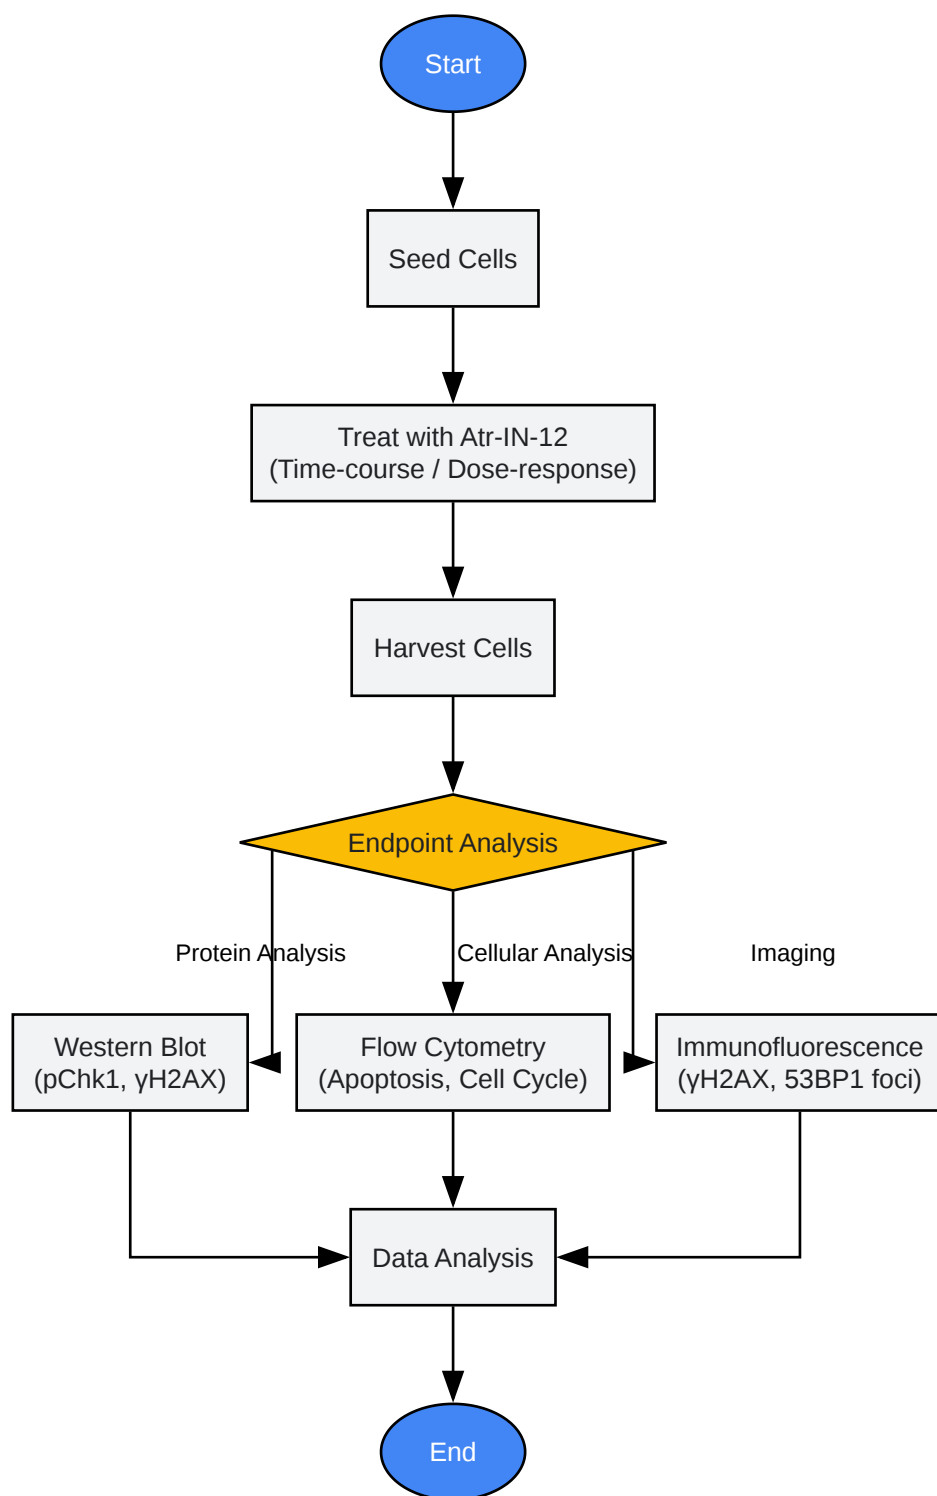 Start
Seed Cells
Treat with Atr-IN-12
(Time-course / Dose-response)
Harvest Cells
Endpoint Analysis
Protein Analysis
Cellular Analysis
Imaging
Western Blot
(pChk1, γH2AX)
Flow Cytometry
(Apoptosis, Cell Cycle)
Immunofluorescence
(γH2AX, 53BP1 foci)
Data Analysis
End